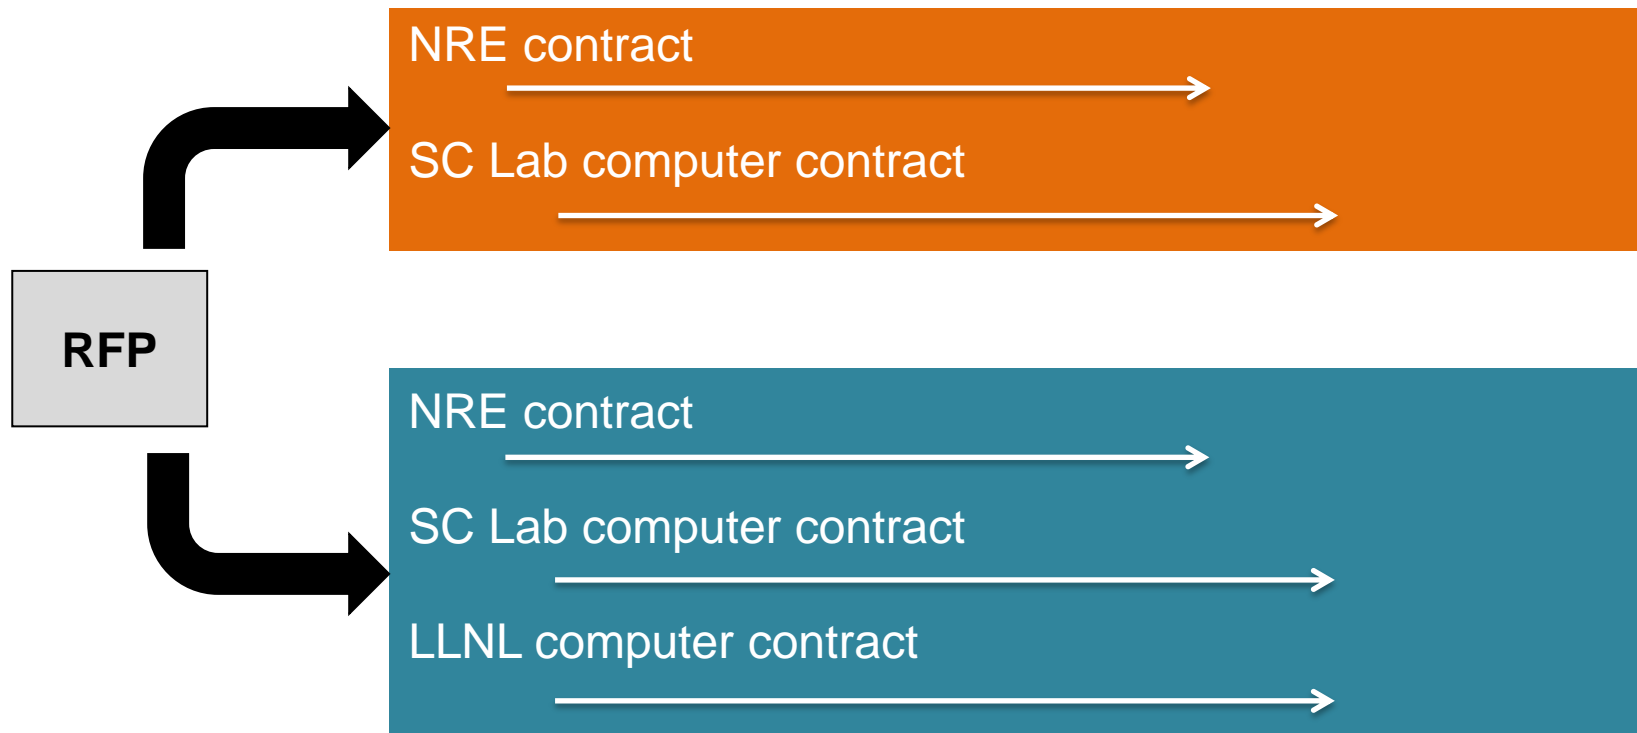 NRE contract
SC Lab computer contract
RFP
NRE contract
SC Lab computer contract
LLNL computer contract